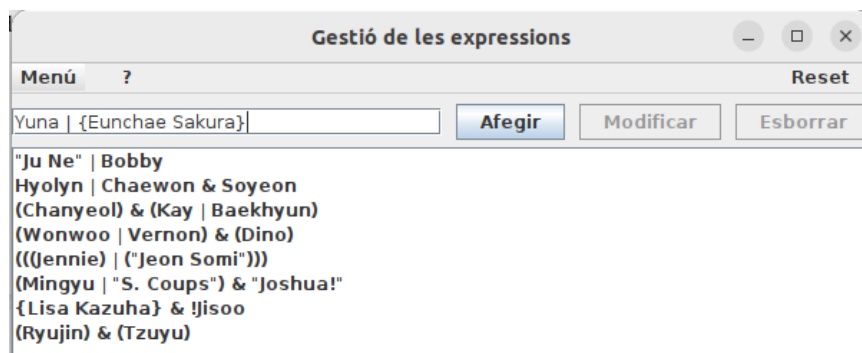 Gestió de les expressions
Menú ? Reset
Yuna | {Eunchae Sakura} Afegir Modificar Esborrar
"Ju Ne" | Bobby
Hyolyn | Chaewon & Soyeon
(Chanyeol) & (Kay | Baekhyun)
(Wonwoo | Vernon) & (Dino)
(((Jennie) | ("Jeon Somi")))
(Mingyu | "S. Coups") & "Joshua!"
{Lisa Kazuha} & !Jisoo
(Ryujin) & (Tzuyu)